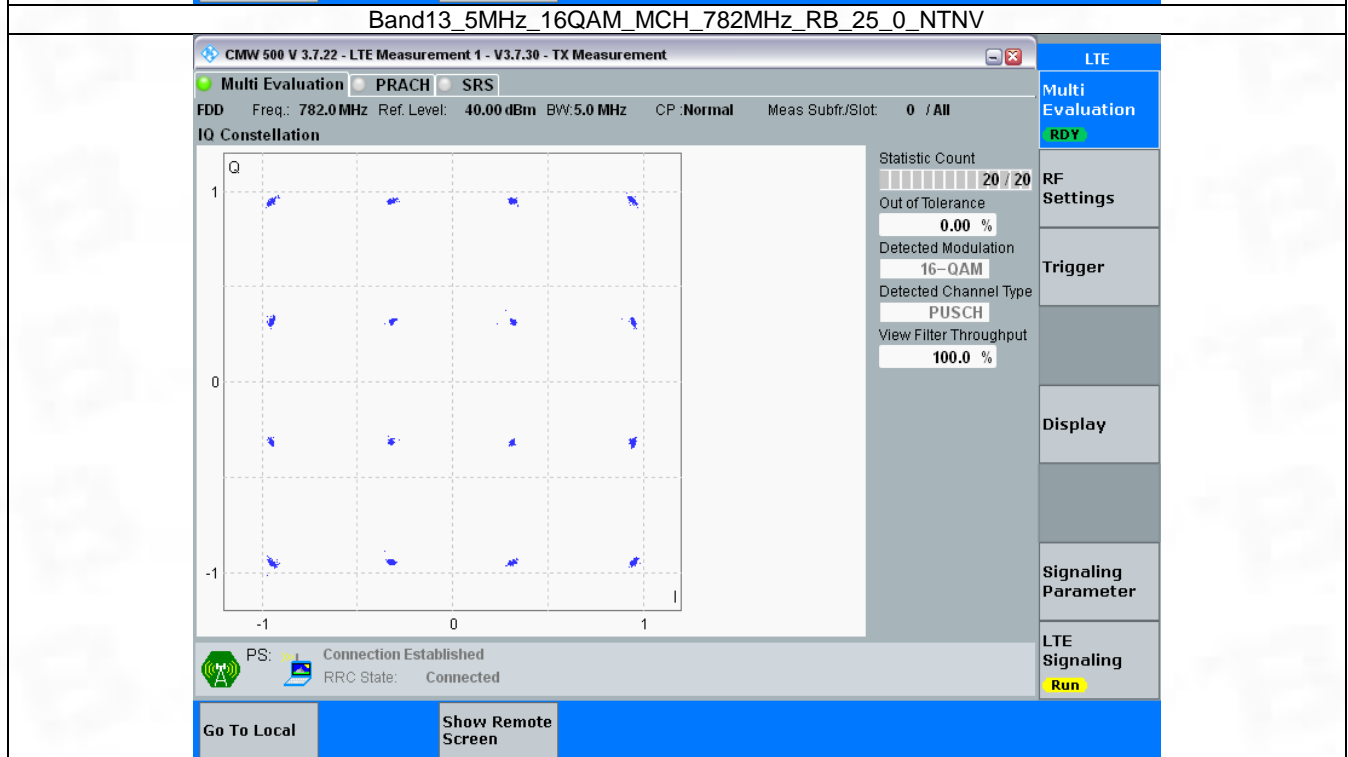 Band13_5MHz_16QAM_MCH_782MHz_RB_25_0_NTNV
CMW 500 V 3.7.22 - LTE Measurement 1 - V3.7.30 - TX Measurement
LTE
Multi Evaluation PRACH SRS
Multi
Evaluation
RDY
FDD Freq.: 782.0 MHz Ref. Level: 40.00 dBm BW: 5.0 MHz CP :Normal Meas Subfr./Slot: 0 / All
IQ Constellation
Q
1
0
-1
-1 0 1
I
Statistic Count
20 / 20
Out of Tolerance
0.00 %
Detected Modulation
16-QAM
Detected Channel Type
PUSCH
View Filter Throughput
100.0 %
RF
Settings
Trigger
Display
Signaling
Parameter
LTE
Signaling
Run
PS: Connection Established
RRC State: Connected
Go To Local
Show Remote
Screen